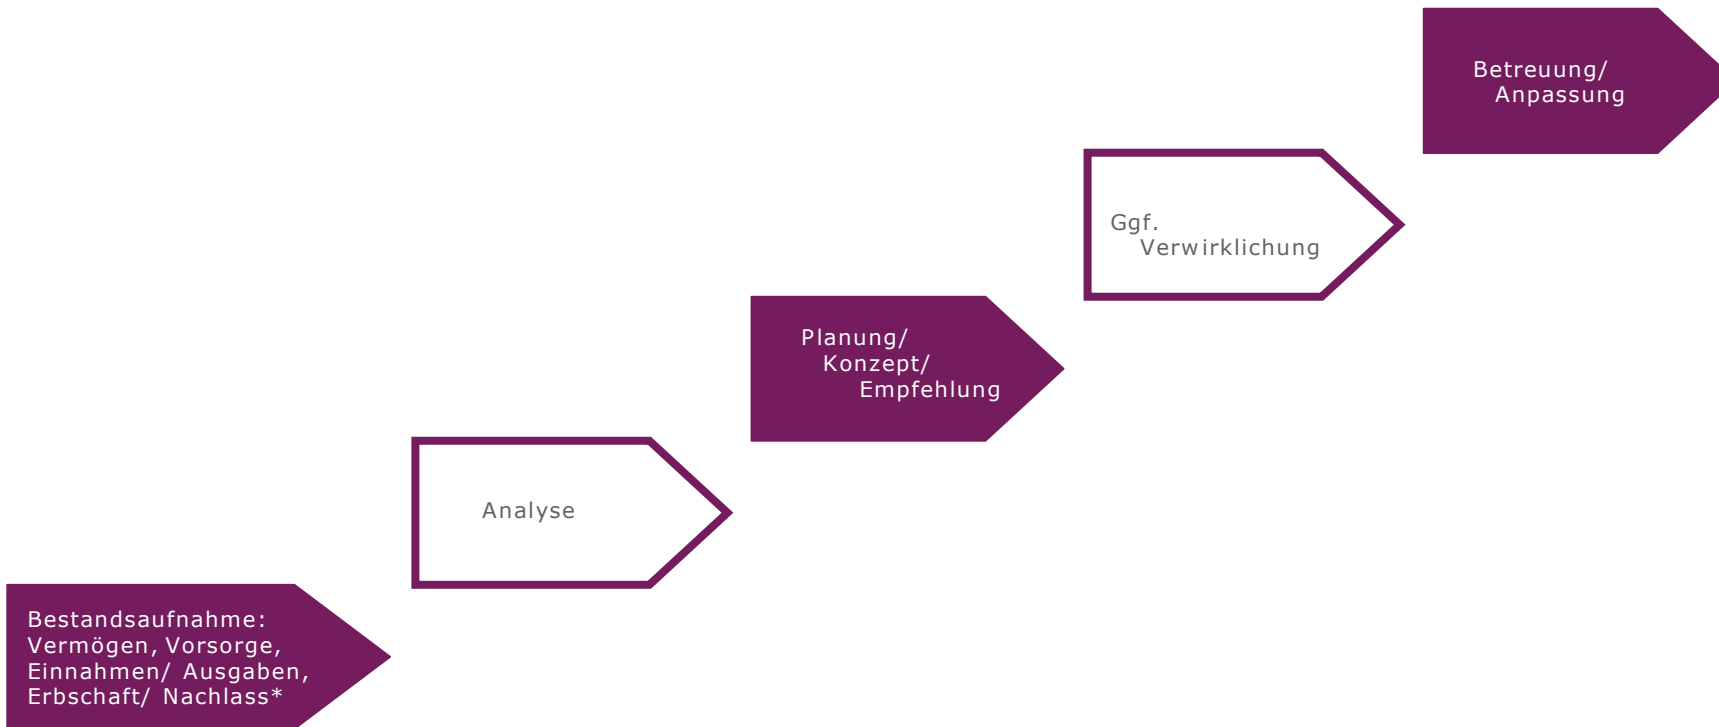 Betreuung/
Anpassung
Ggf.
Verwirklichung
Planung/
Konzept/
Empfehlung
Analyse
Bestandsaufnahme:
Vermögen, Vorsorge,
Einnahmen/ Ausgaben,
Erbschaft/ Nachlass*